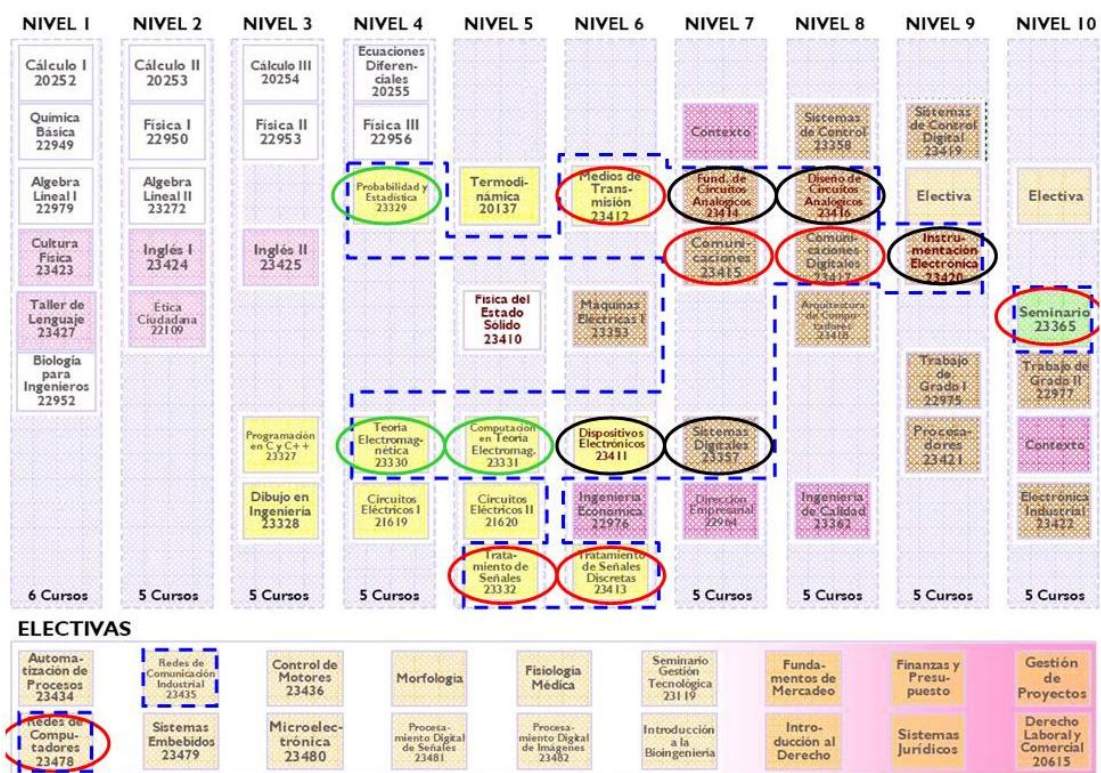 NIVEL 1 NIVEL 2 NIVEL 3 NIVEL 4 NIVEL 5 NIVEL 6 NIVEL 7 NIVEL 8 NIVEL 9 NIVEL 10
Cálculo I
20252
Química
Básica
22949
Algebra
Lineal I
22979
Cultura
Física
23423
Taller de
Lenguaje
23427
Biología
para
Ingenieros
22952
6 Cursos
Cálculo II
20253
Física I
22950
Algebra
Lineal II
23272
Inglés I
23424
Ética
Ciudadana
22109
5 Cursos
Cálculo III
20254
Física II
22953
Inglés II
23425
Programación
en C y C++
23327
Dibujo en
Ingeniería
23328
5 Cursos
Ecuaciones
Diferen-
ciales
20255
Física III
22956
Probabilidad y
Estadística
23329
Teoría
Electromag-
nética
23330
Circuitos
Eléctricos I
21619
5 Cursos
Termodi-
námica
20137
Física del
Estado
Sólido
23410
Computación
en Teoría
Electromag.
23331
Circuitos
Eléctricos II
21620
Trata-
miento de
Señales
23332
5 Cursos
Medios de
Trans-
misión
23412
Máquinas
Eléctricas I
23353
Dispositivos
Electrónicos
23411
Ingeniería
Económica
22976
Tratamiento
de Señales
Discretas
23413
5 Cursos
Contexto
Fund. de
Circuitos
Analógicos
23414
Comuni-
caciones
23415
Sistemas
Digitales
23357
Dirección
Empresarial
22964
5 Cursos
Sistemas
de Control
23358
Diseño de
Circuitos
Analógicos
23416
Comuni-
caciones
Digitales
23417
Arquitectura
de Compu-
tadores
23418
Ingeniería
de Calidad
23362
5 Cursos
Sistemas
de Control
Digital
23419
Electiva
Instru-
mentación
Electrónica
23420
Trabajo
de
Grado I
22975
Procesa-
dores
23421
5 Cursos
Electiva
Seminario
23365
Trabajo de
Grado II
22977
Contexto
Electrónica
Industrial
23422
5 Cursos
ELECTIVAS
Automa-
tización de
Procesos
23434
Redes de
Comunicación
Industrial
23435
Control de
Motores
23436
Morfología
Fisiología
Médica
Seminario
Gestión
Tecnológica
23119
Funda-
mentos de
Mercadeo
Finanzas y
Presu-
puesto
Gestión
de
Proyectos
Redes de
Compu-
tadores
23478
Sistemas
Embebidos
23479
Microelec-
trónica
23480
Procesa-
miento Digital
de Señales
23481
Procesa-
miento Digital
de Imágenes
23482
Introducción
a la
Bioingeniería
Intro-
ducción al
Derecho
Sistemas
Jurídicos
Derecho
Laboral y
Comercial
20615